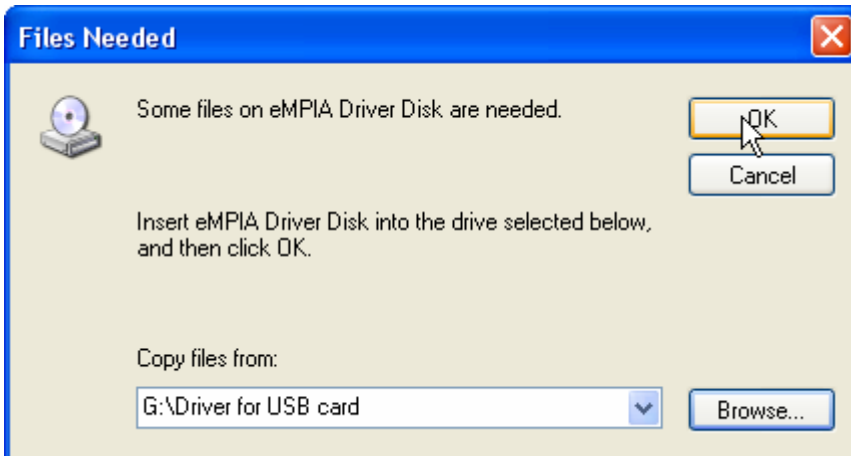 Files Needed
Some files on eMPIA Driver Disk are needed.
OK
Cancel
Insert eMPIA Driver Disk into the drive selected below,
and then click OK.
Copy files from:
G:\Driver for USB card
Browse...